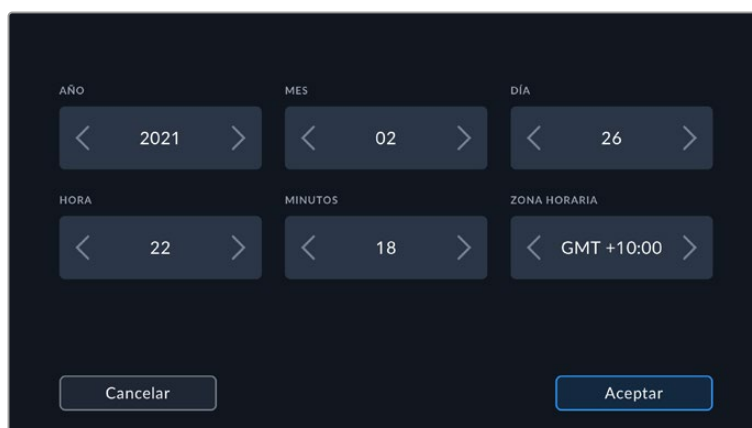 AÑO MES DÍA
2021 02 26
HORA MINUTOS ZONA HORARIA
22 18 GMT +10:00
Cancelar Aceptar